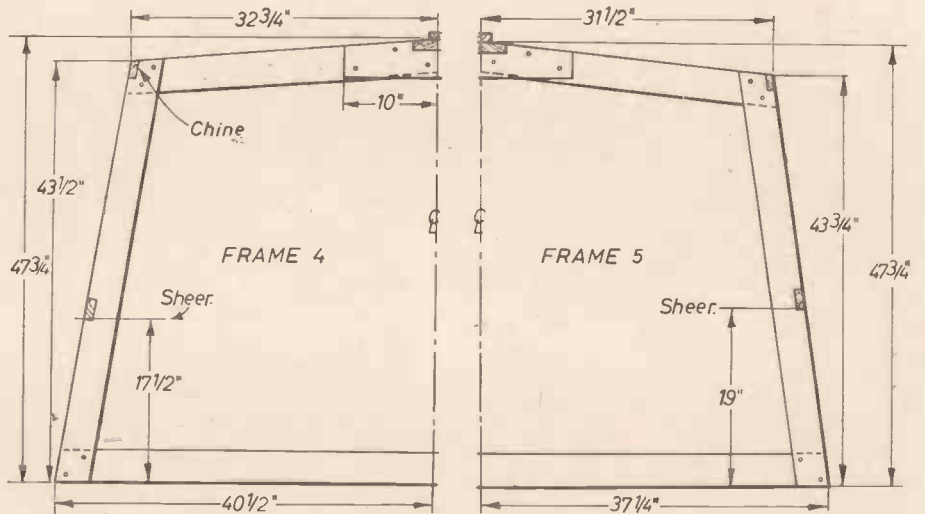 32 3/4"
31 1/2"
10"
Chine
43 1/2"
47 3/4"
43 3/4"
47 3/4"
℄
℄
FRAME 4
FRAME 5
Sheer.
Sheer.
17 1/2"
19"
40 1/2"
37 1/4"